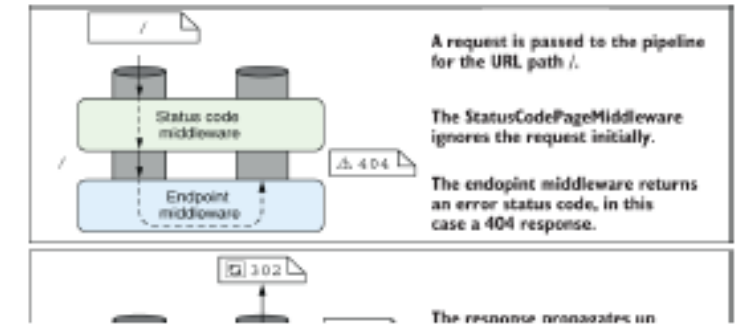 /
A request is passed to the pipeline
for the URL path /.
Status code
middleware
The StatusCodePageMiddleware
ignores the request initially.
/
⚠ 404
Endpoint
middleware
The endopint middleware returns
an error status code, in this
case a 404 response.
302
The response propagates up